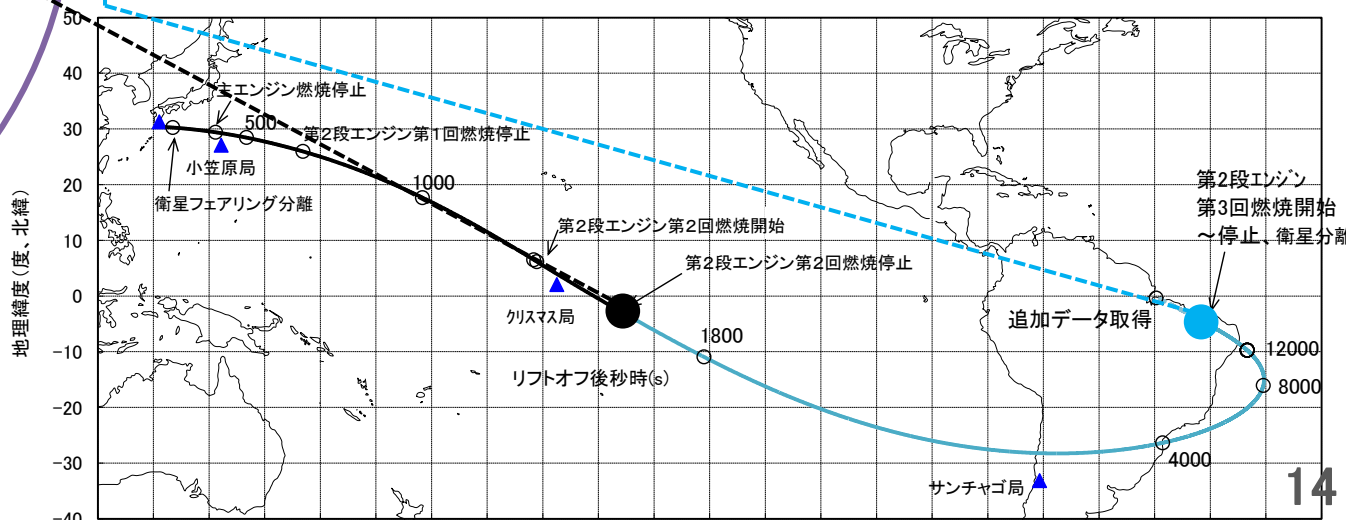 50
40
30
20
10
0
-10
-20
-30
-40
地理緯度(度、北緯)
主エンジン燃焼停止
500
第2段エンジン第1回燃焼停止
小笠原局
衛星フェアリング分離
1000
第2段エンジン第2回燃焼開始
第2段エンジン第2回燃焼停止
クリスマス局
リフトオフ後秒時(s)
1800
第2段エンジン
第3回燃焼開始
～停止、衛星分離
追加データ取得
12000
8000
4000
サンチャゴ局
14